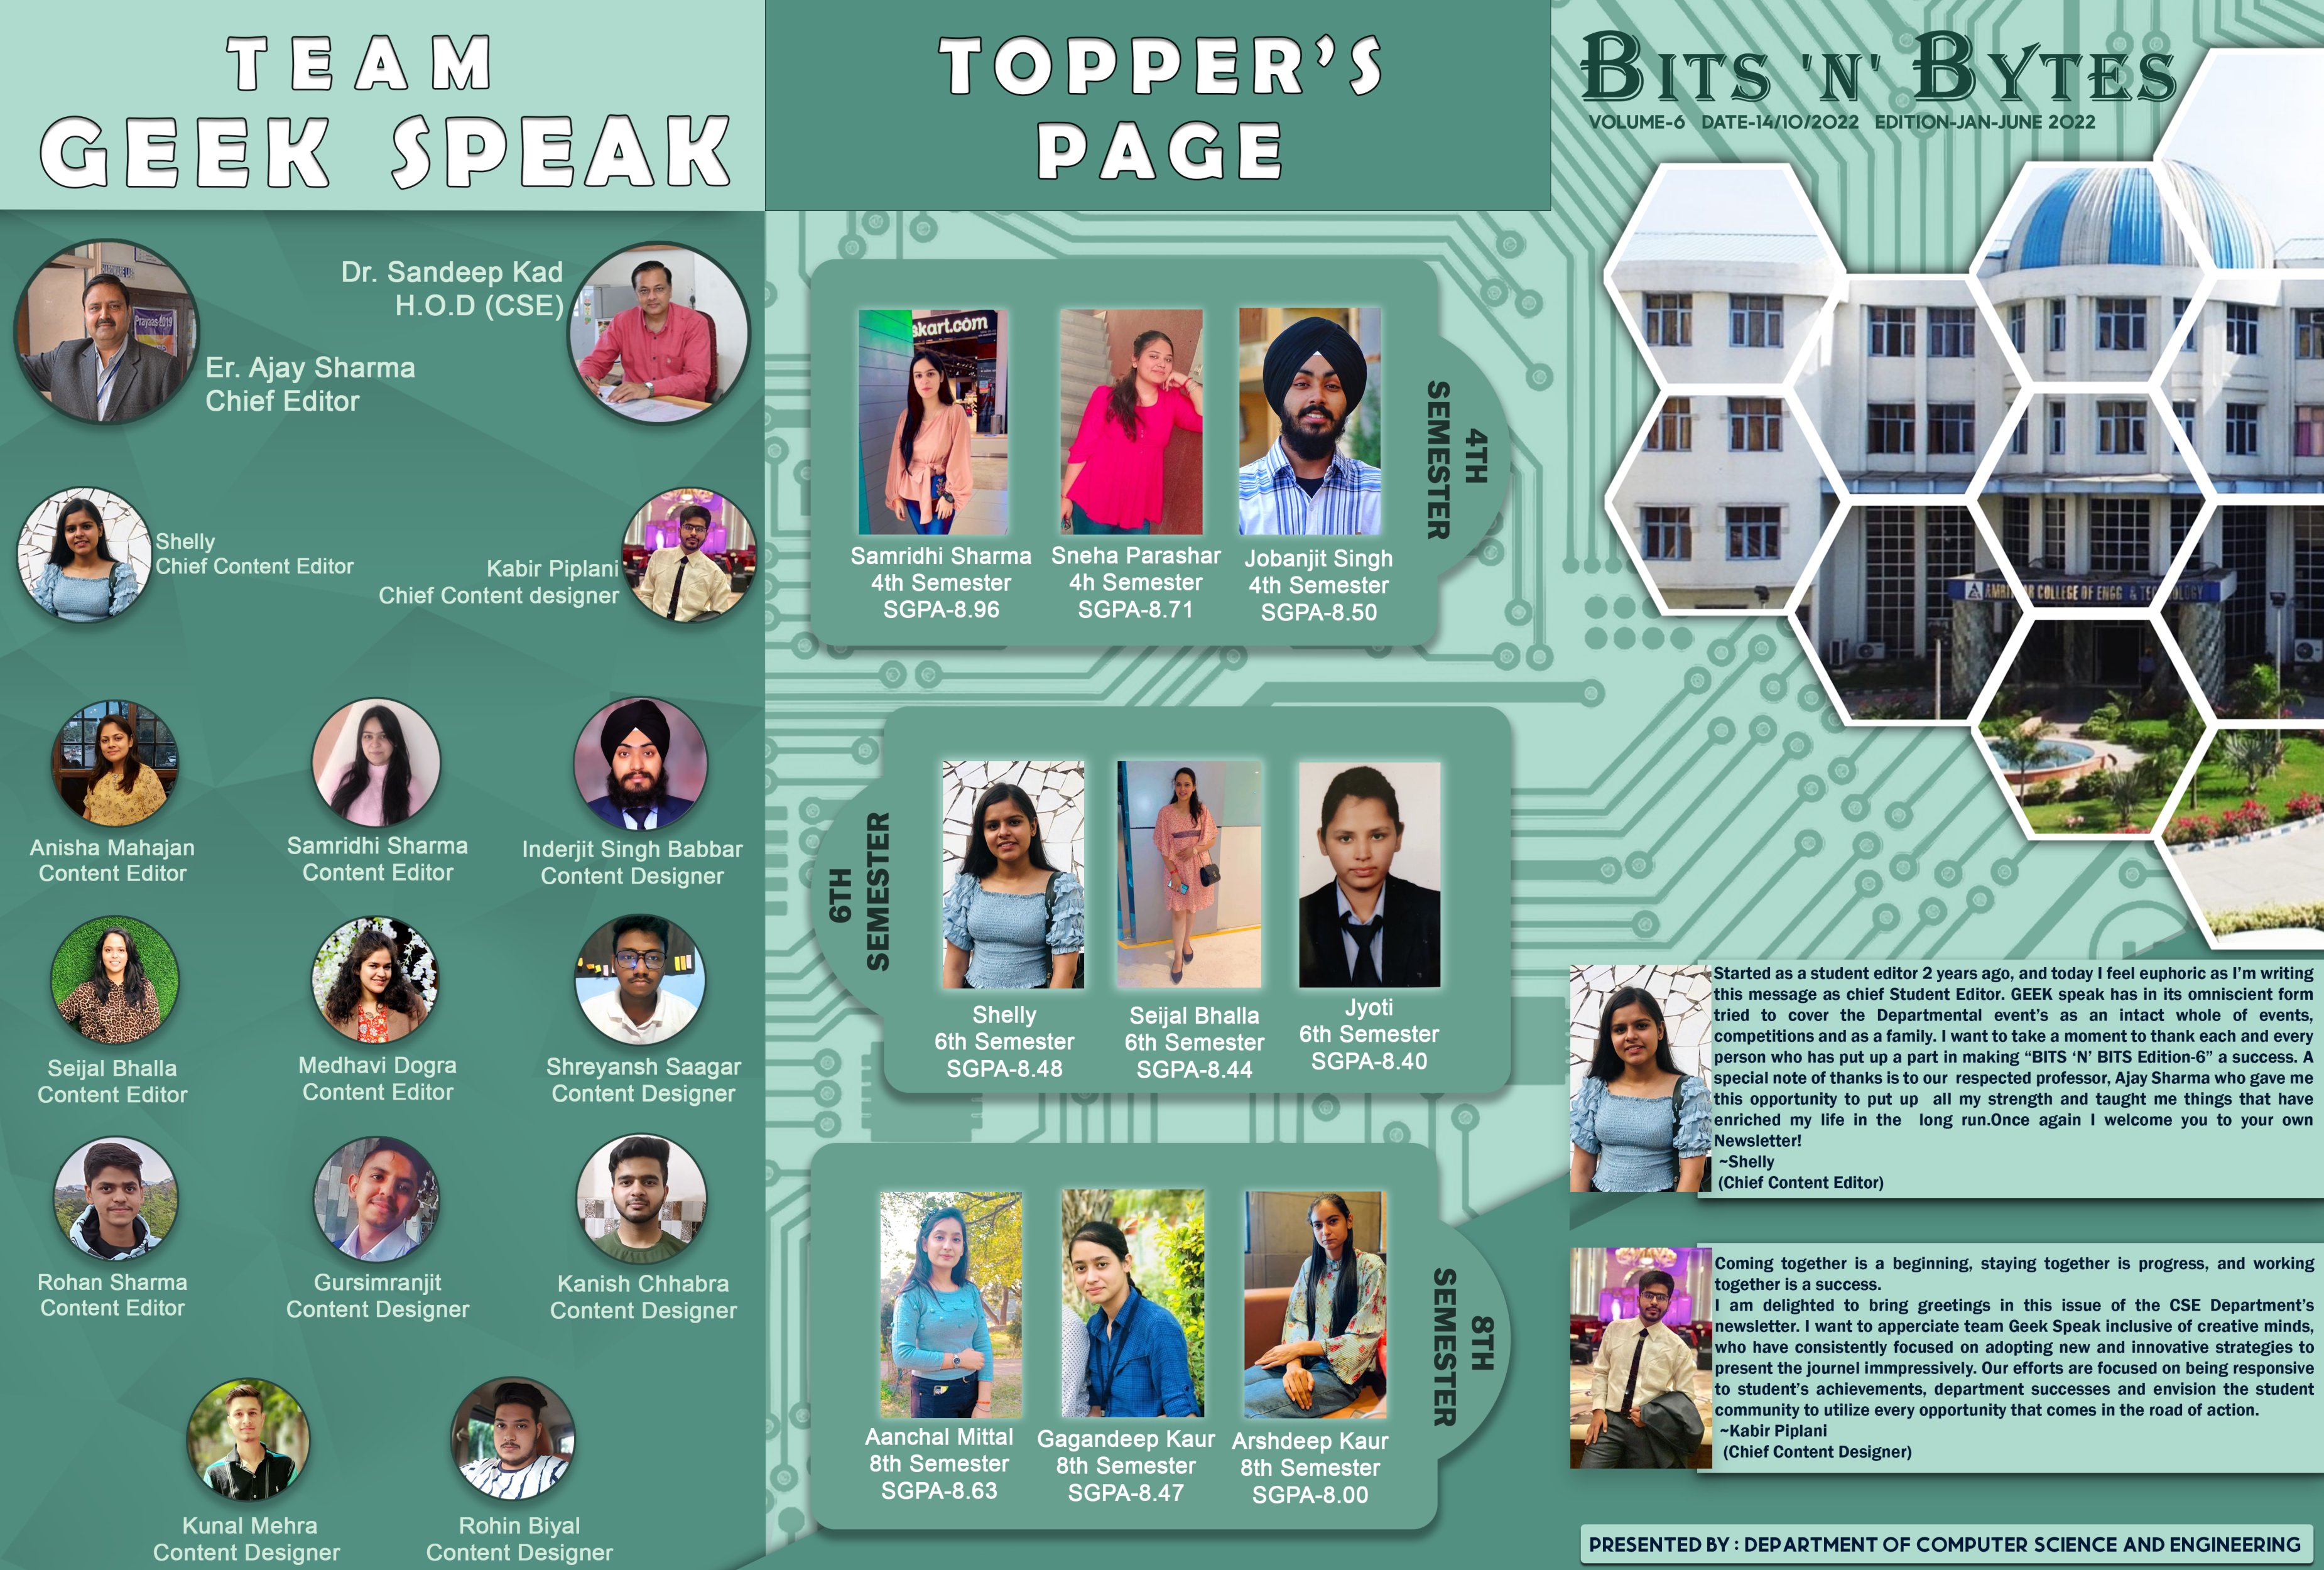 TEAM
GEEK SPEAK
Dr. Sandeep Kad
H.O.D (CSE)
Er. Ajay Sharma
Chief Editor
Shelly
Chief Content Editor
Kabir Piplani
Chief Content designer
Anisha Mahajan
Content Editor
Samridhi Sharma
Content Editor
Inderjit Singh Babbar
Content Designer
Seijal Bhalla
Content Editor
Medhavi Dogra
Content Editor
Shreyansh Saagar
Content Designer
Rohan Sharma
Content Editor
Gursimranjit
Content Designer
Kanish Chhabra
Content Designer
Kunal Mehra
Content Designer
Rohin Biyal
Content Designer
TOPPER'S
PAGE
skart.com
Samridhi Sharma
4th Semester
SGPA-8.96
Sneha Parashar
4h Semester
SGPA-8.71
Jobanjit Singh
4th Semester
SGPA-8.50
4TH
SEMESTER
6TH
SEMESTER
Shelly
6th Semester
SGPA-8.48
Seijal Bhalla
6th Semester
SGPA-8.44
Jyoti
6th Semester
SGPA-8.40
Aanchal Mittal
8th Semester
SGPA-8.63
Gagandeep Kaur
8th Semester
SGPA-8.47
Arshdeep Kaur
8th Semester
SGPA-8.00
8TH
SEMESTER
BITS 'N' BYTES
VOLUME-6 DATE-14/10/2022 EDITION-JAN-JUNE 2022
COLLEGE OF ENGG & 
Started as a student editor 2 years ago, and today I feel euphoric as I'm writing
this message as chief Student Editor. GEEK speak has in its omniscient form
tried to cover the Departmental event's as an intact whole of events,
competitions and as a family. I want to take a moment to thank each and every
person who has put up a part in making “BITS ‘N’ BITS Edition-6” a success. A
special note of thanks is to our respected professor, Ajay Sharma who gave me
this opportunity to put up all my strength and taught me things that have
enriched my life in the long run.Once again I welcome you to your own
Newsletter!
~Shelly
(Chief Content Editor)
Coming together is a beginning, staying together is progress, and working
together is a success.
I am delighted to bring greetings in this issue of the CSE Department's
newsletter. I want to apperciate team Geek Speak inclusive of creative minds,
who have consistently focused on adopting new and innovative strategies to
present the journel immpressively. Our efforts are focused on being responsive
to student's achievements, department successes and envision the student
community to utilize every opportunity that comes in the road of action.
~Kabir Piplani
(Chief Content Designer)
PRESENTED BY : DEPARTMENT OF COMPUTER SCIENCE AND ENGINEERING